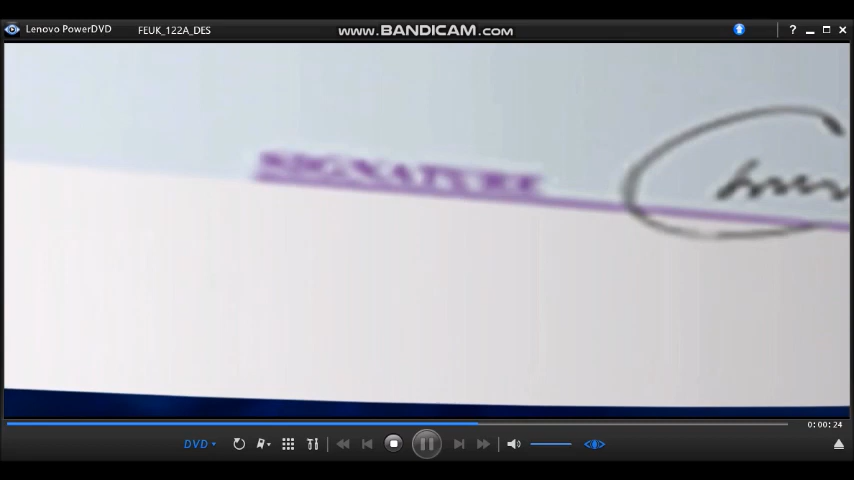 Lenovo PowerDVD
FEUK_122A_DES
www.BANDICAM.com
?
SIGNATURE
0:00:24
DVD